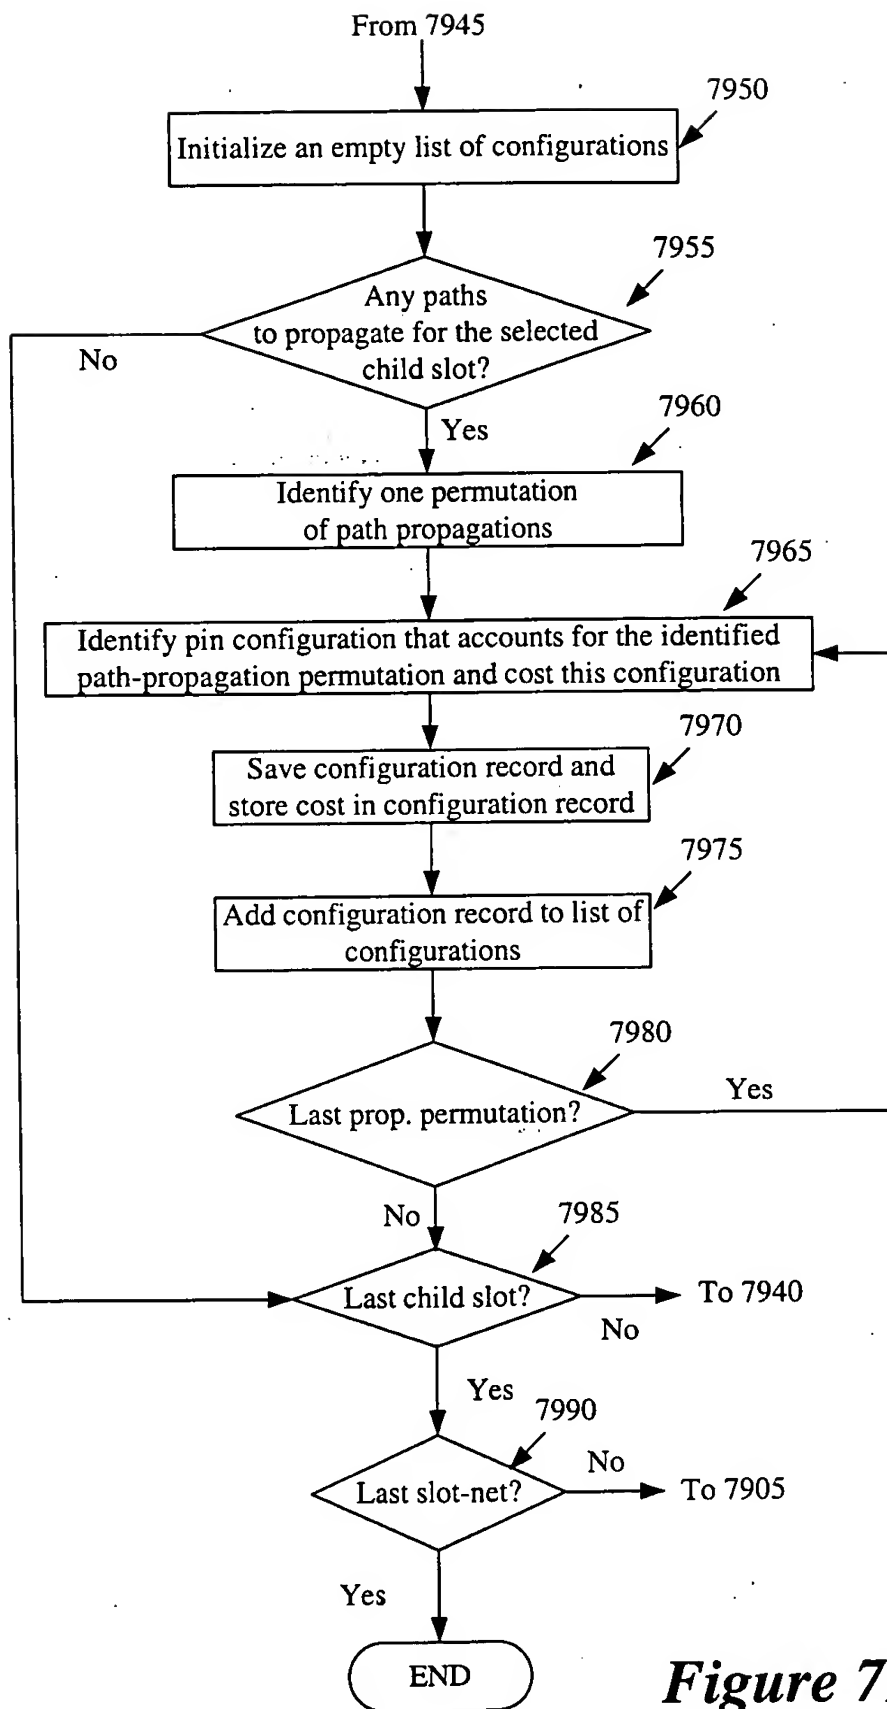 From 7945
7950
Initialize an empty list of configurations
7955
Any paths
to propagate for the selected
child slot?
No
Yes
7960
Identify one permutation
of path propagations
7965
Identify pin configuration that accounts for the identified
path-propagation permutation and cost this configuration
7970
Save configuration record and
store cost in configuration record
7975
Add configuration record to list of
configurations
7980
Last prop. permutation?
Yes
No
7985
Last child slot?
To 7940
No
Yes
7990
Last slot-net?
No
To 7905
Yes
END
Figure 7